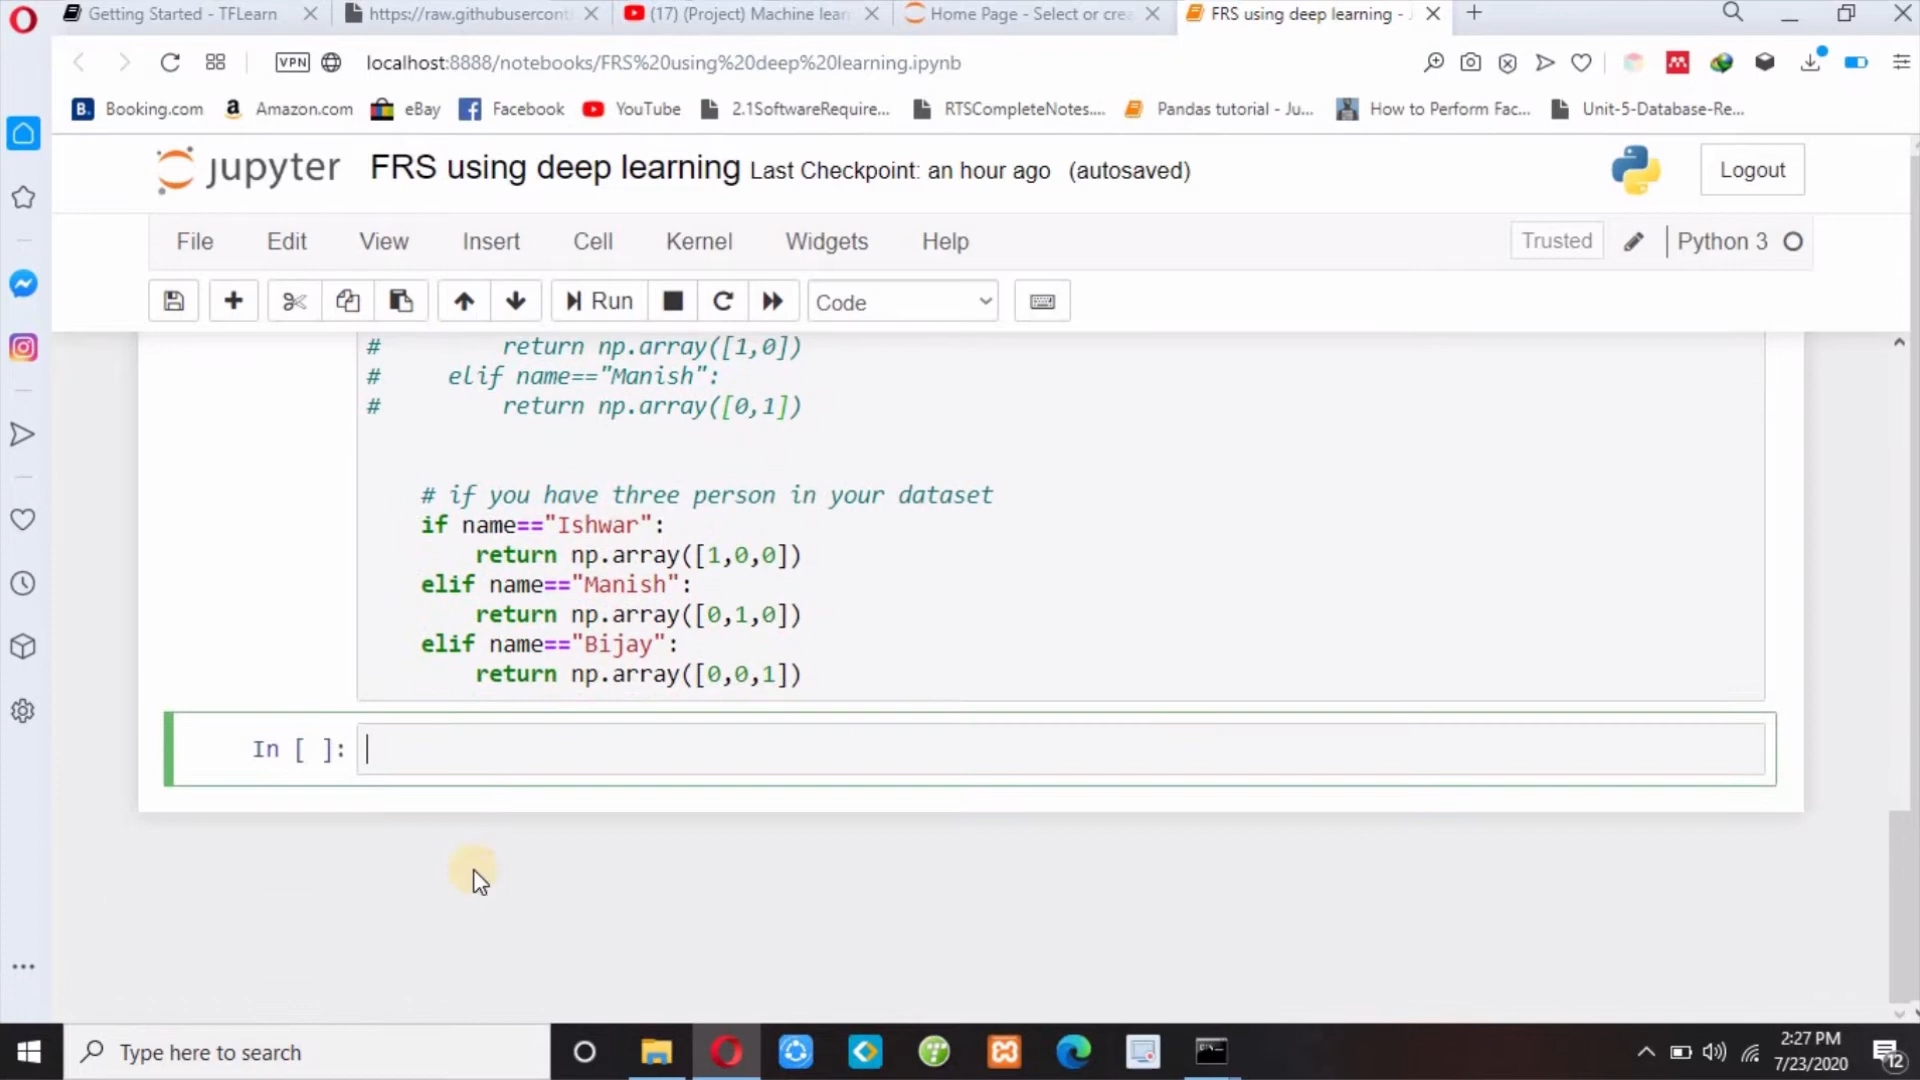 Getting Started - TFLearn
https://raw.githubusercont
(17) (Project) Machine lear
Home Page - Select or crea
FRS using deep learning - J
VPN
localhost:8888/notebooks/FRS%20using%20deep%20learning.ipynb
B. Booking.com
a Amazon.com
eBay
Facebook
YouTube
2.1SoftwareRequire...
RTSCompleteNotes....
Pandas tutorial - Ju...
How to Perform Fac...
Unit-5-Database-Re...
jupyter FRS using deep learning Last Checkpoint: an hour ago (autosaved)
Logout
File Edit View Insert Cell Kernel Widgets Help
Trusted
Python 3
Run
Code
# return np.array([1,0])
# elif name=="Manish":
# return np.array([0,1])
# if you have three person in your dataset
if name=="Ishwar":
return np.array([1,0,0])
elif name=="Manish":
return np.array([0,1,0])
elif name=="Bijay":
return np.array([0,0,1])
In [ ]:
Type here to search
2:27 PM
7/23/2020
12